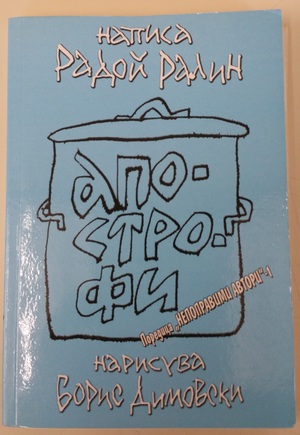 написа
Радой Ралин
апо-
стро-
фи
Поредица „НЕПОПРАВИМИ АВТОРИ“-1
нарисува
Борис Димовски